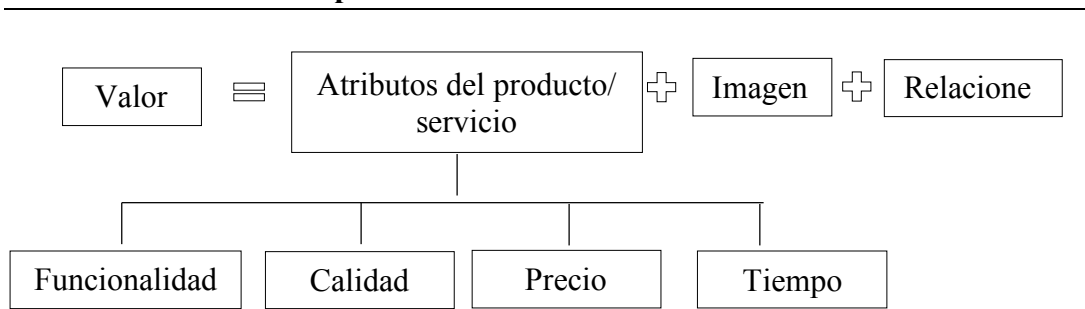 Valor = Atributos del producto/ + Imagen + Relacione
servicio
Funcionalidad Calidad Precio Tiempo